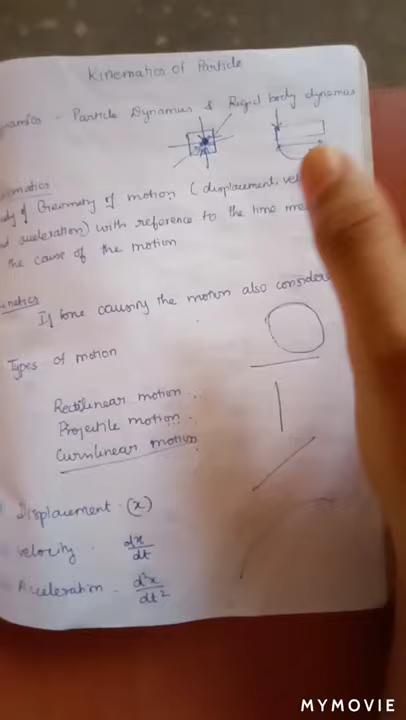 Kinematics of Particle
Particle Dynamics & Rigid body dynamics
of Geometry of motion (displacement,
acceleration) with reference to the time
the cause of the motion
If force causing the motion also
Types of motion
Rectilinear motion
Projectile motion
Curvilinear motion
Displacement (x)
Velocity dx/dt
Acceleration - d²x/dt²
MYMOVIE